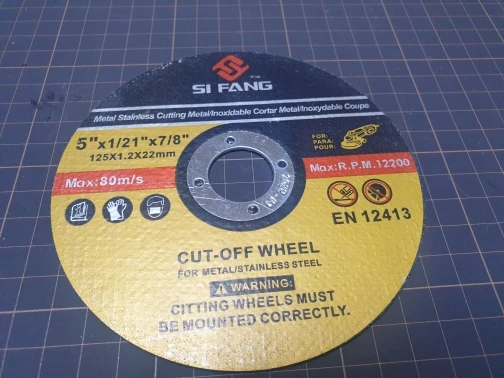 SI FANG
Metal Stainless Cutting Metal/Inoxidable Cortar Metal/Inoxydable Coupe
5"x1/21"x7/8"
125X1.2X22mm
FOR:
PARA:
POUR:
Max:80m/s
Max:R.P.M.12200
EN 12413
CUT-OFF WHEEL
FOR METAL/STAINLESS STEEL
WARNING:
CITTING WHEELS MUST
BE MOUNTED CORRECTLY.